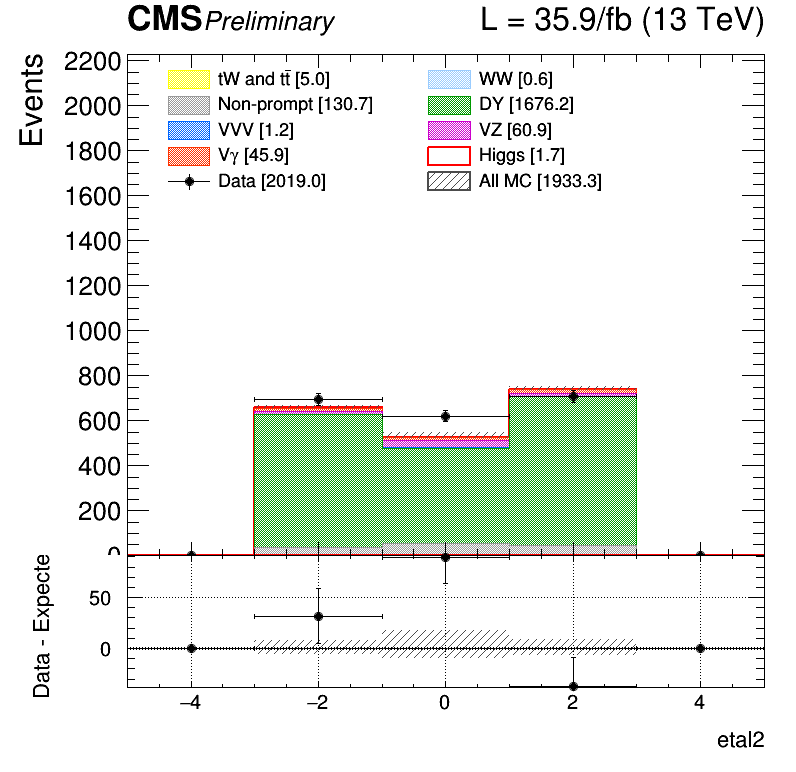 CMS Preliminary L = 35.9/fb (13 TeV)
Events
2200
2000
1800
1600
1400
1200
1000
800
600
400
200
0
tW and tt̄ [5.0]
WW [0.6]
Non-prompt [130.7]
DY [1676.2]
VVV [1.2]
VZ [60.9]
Vγ [45.9]
Higgs [1.7]
Data [2019.0]
All MC [1933.3]
Data - Expecte
50
0
−4 −2 0 2 4
etal2